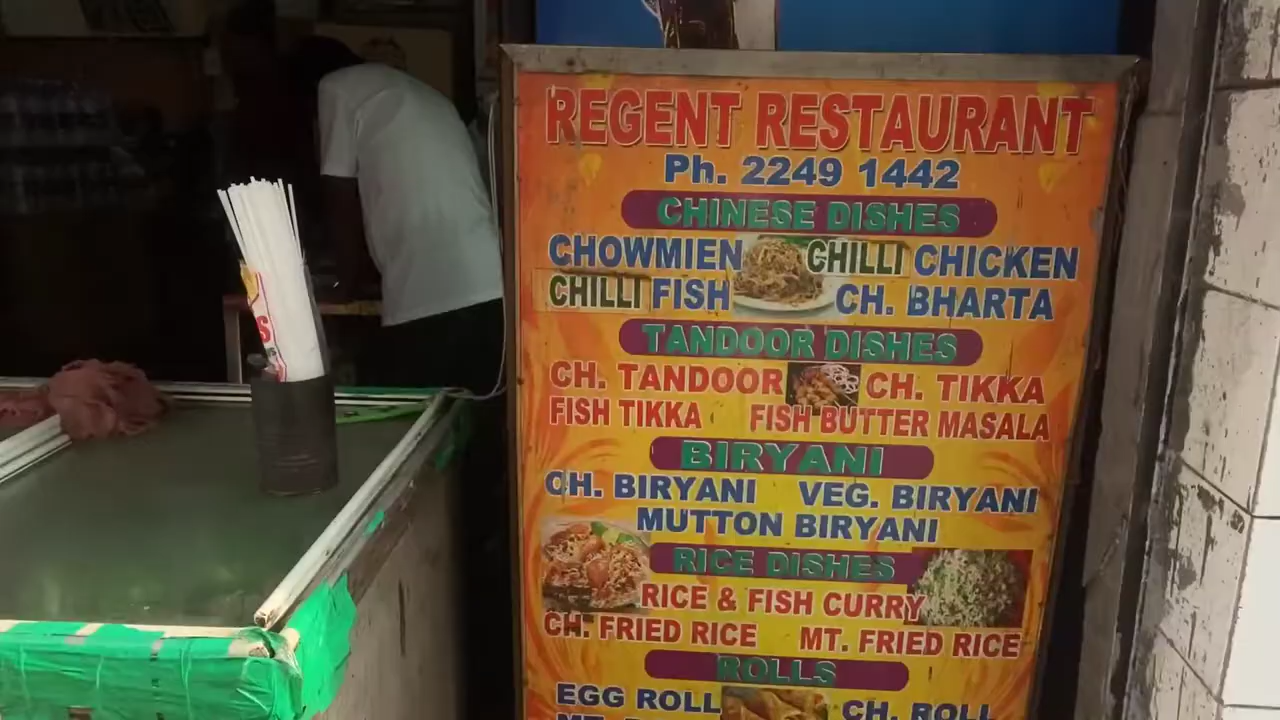 REGENT RESTAURANT
Ph. 2249 1442
CHINESE DISHES
CHOWMIEN CHILLI CHICKEN
CHILLI FISH CH. BHARTA
TANDOOR DISHES
CH. TANDOOR CH. TIKKA
FISH TIKKA FISH BUTTER MASALA
BIRYANI
CH. BIRYANI VEG. BIRYANI
MUTTON BIRYANI
RICE DISHES
RICE & FISH CURRY
CH. FRIED RICE MT. FRIED RICE
ROLLS
EGG ROLL CH. ROLL